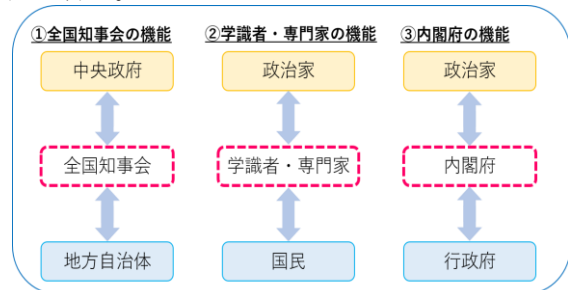 ①全国知事会の機能 ②学識者・専門家の機能 ③内閣府の機能
中央政府 政治家 政治家
全国知事会 学識者・専門家 内閣府
地方自治体 国民 行政府